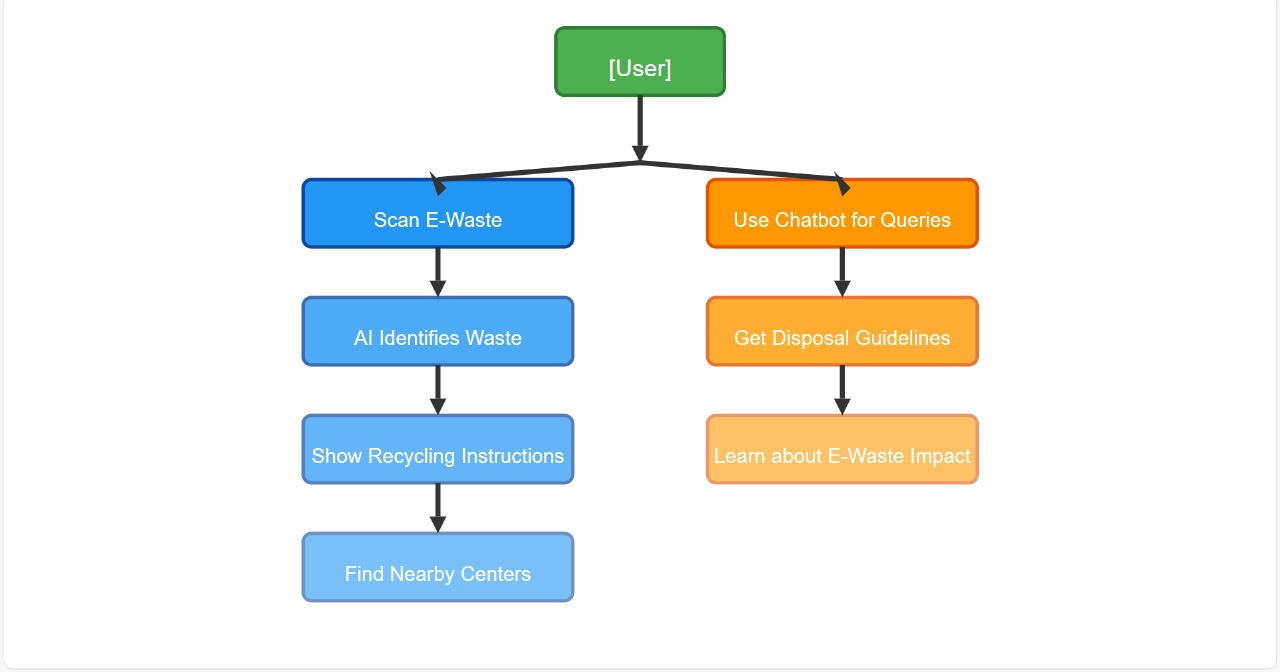 [User]
Scan E-Waste
Use Chatbot for Queries
AI Identifies Waste
Get Disposal Guidelines
Show Recycling Instructions
Learn about E-Waste Impact
Find Nearby Centers